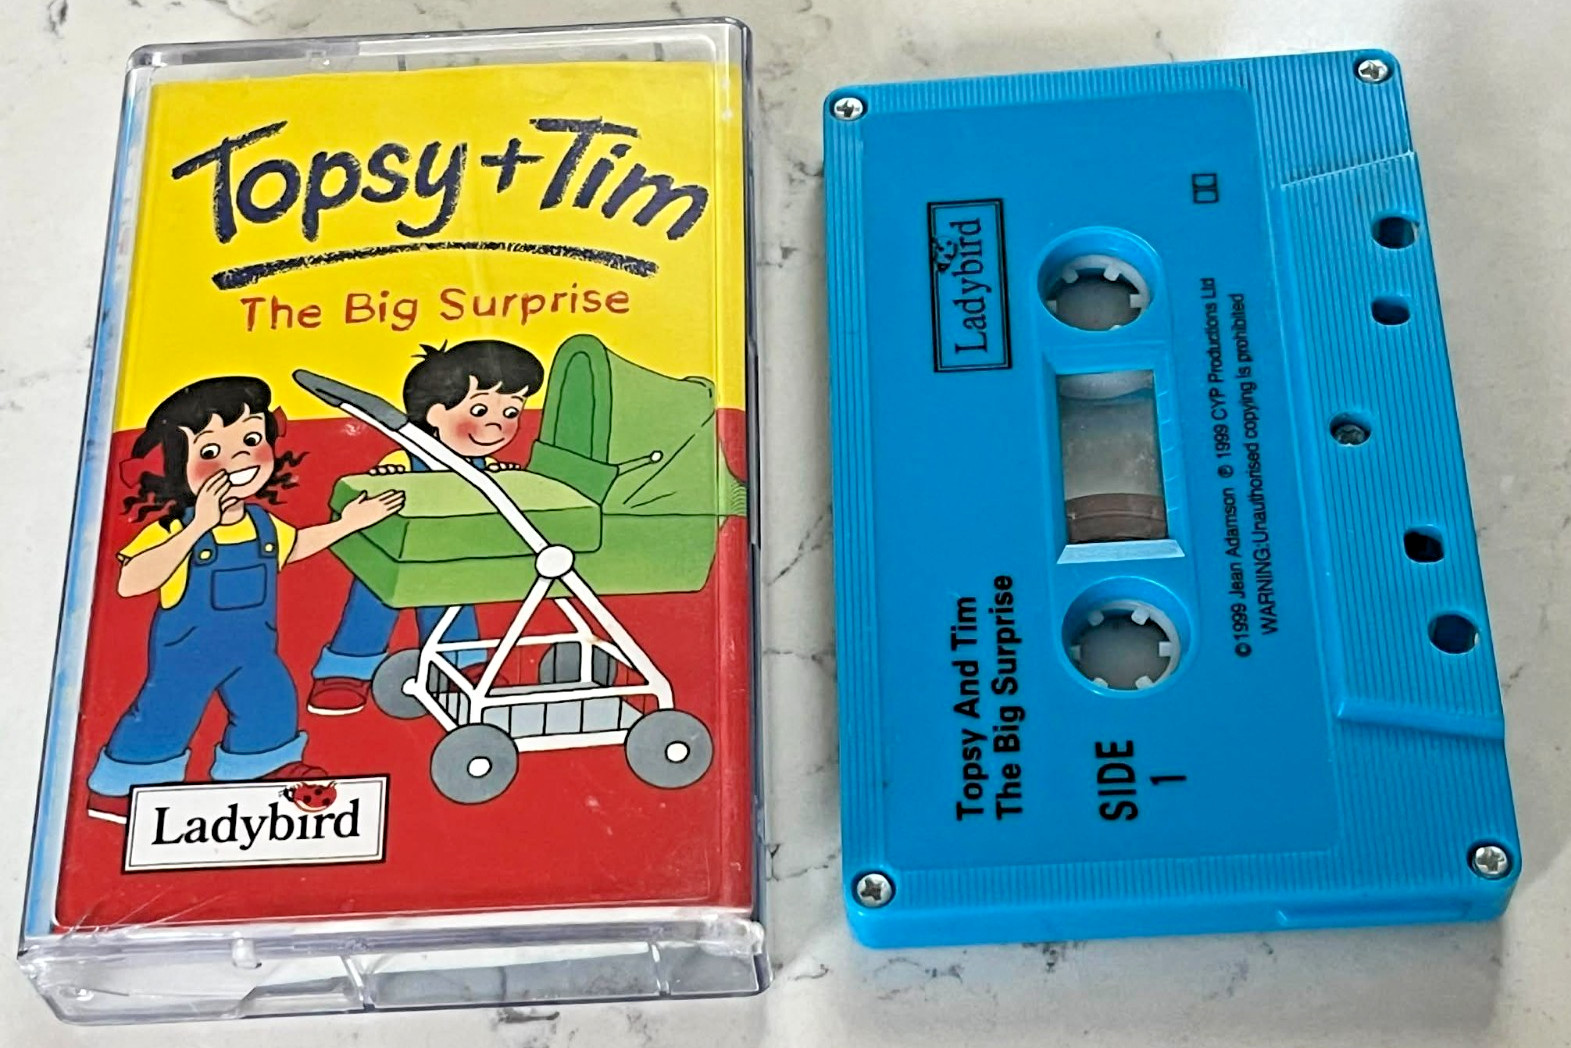 Topsy+Tim
The Big Surprise
Ladybird
Ladybird
Topsy And Tim
The Big Surprise
SIDE
1
©1999 Jean Adamson ℗ 1999 CYP Productions Ltd
WARNING:Unauthorised copying is prohibited